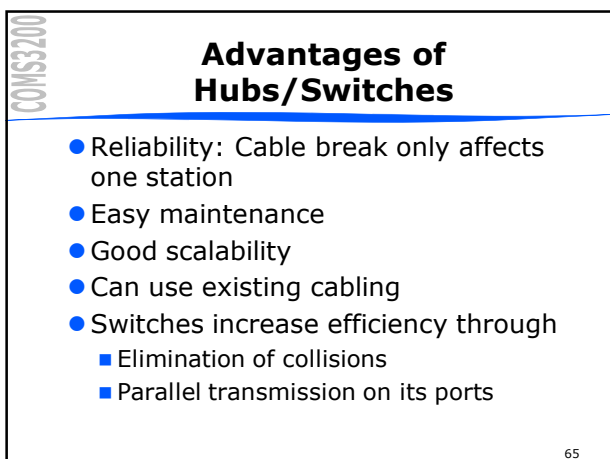 COMS3200
Advantages of
Hubs/Switches
Reliability: Cable break only affects
one station
Easy maintenance
Good scalability
Can use existing cabling
Switches increase efficiency through
Elimination of collisions
Parallel transmission on its ports
65